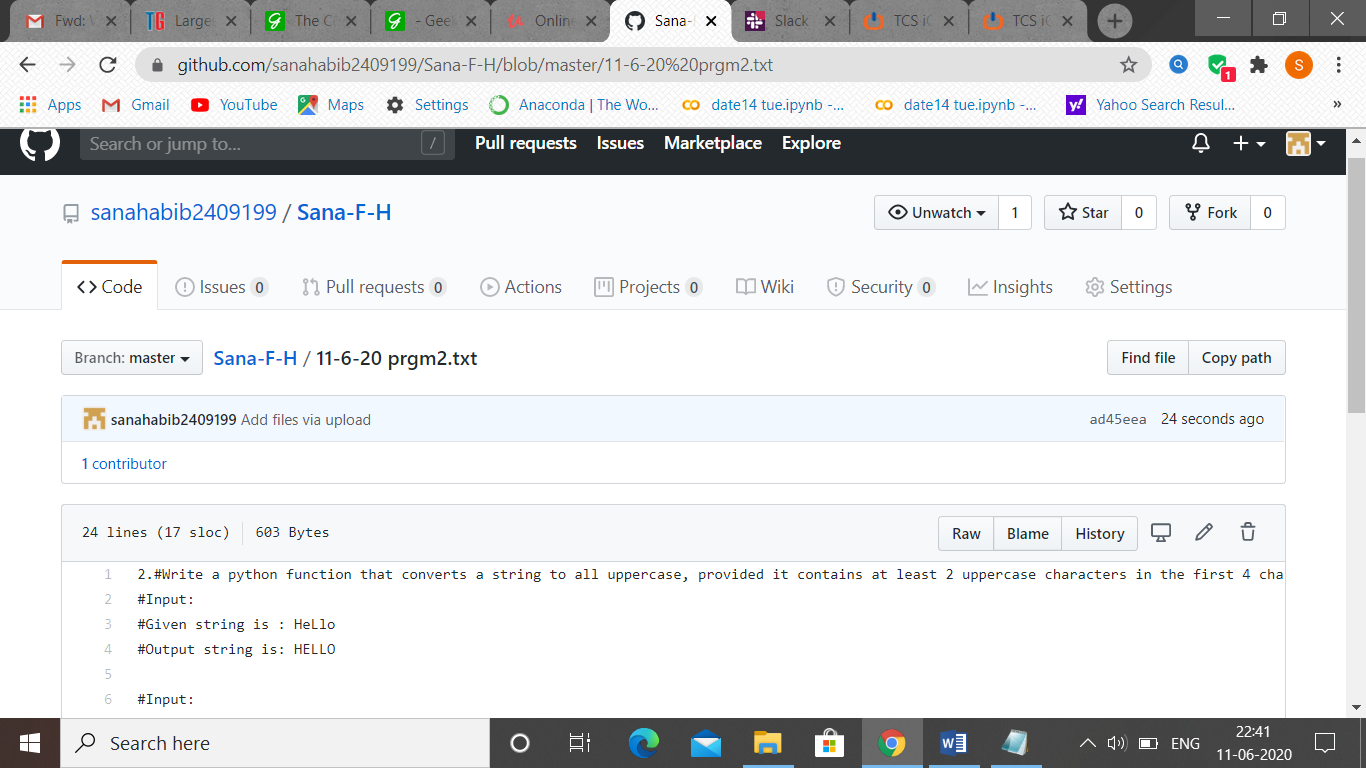 Fwd: W
Large
The C
- Geek
Online
Sana-
Slack
TCS iO
TCS iO
github.com/sanahabib2409199/Sana-F-H/blob/master/11-6-20%20prgm2.txt
1
S
Apps
Gmail
YouTube
Maps
Settings
Anaconda | The Wo...
date14 tue.ipynb -...
date14 tue.ipynb -...
Yahoo Search Resul...
»
Search or jump to...
/
Pull requests
Issues
Marketplace
Explore
sanahabib2409199 / Sana-F-H
Unwatch 1
Star 0
Fork 0
Code
Issues 0
Pull requests 0
Actions
Projects 0
Wiki
Security 0
Insights
Settings
Branch: master
Sana-F-H / 11-6-20 prgm2.txt
Find file
Copy path
sanahabib2409199 Add files via upload
ad45eea 24 seconds ago
1 contributor
24 lines (17 sloc) 603 Bytes
Raw
Blame
History
1 2.#Write a python function that converts a string to all uppercase, provided it contains at least 2 uppercase characters in the first 4 cha
2 #Input:
3 #Given string is : HeLlo
4 #Output string is: HELLO
5
6 #Input:
Search here
ENG
22:41
11-06-2020